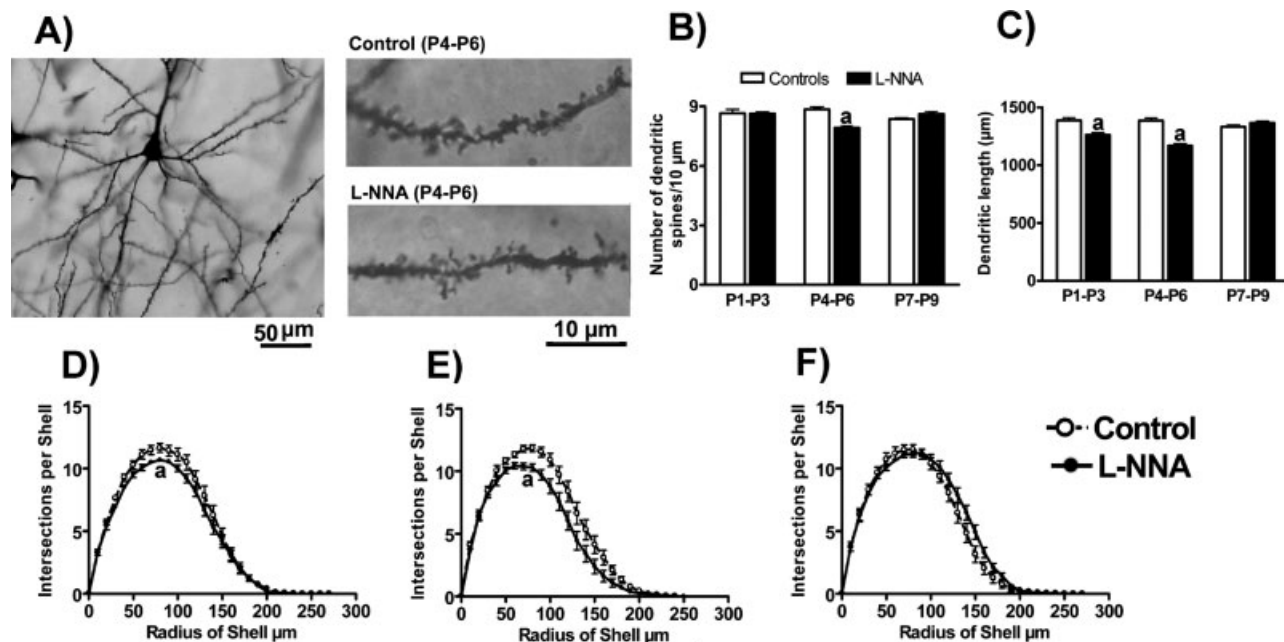 A)
Control (P4-P6)
L-NNA (P4-P6)
50 µm
10 µm
B)
Controls L-NNA
Number of dendritic
spines/10 µm
9
6
3
0
P1-P3 P4-P6 P7-P9
a
C)
Dendritic length (µm)
1500
1000
500
0
a a
P1-P3 P4-P6 P7-P9
D)
Intersections per Shell
15
10
5
0
a
0 50 100 150 200 250 300
Radius of Shell µm
E)
Intersections per Shell
15
10
5
0
a
0 50 100 150 200 250 300
Radius of Shell µm
F)
Intersections per Shell
15
10
5
0
0 50 100 150 200 250 300
Radius of Shell µm
Control
L-NNA